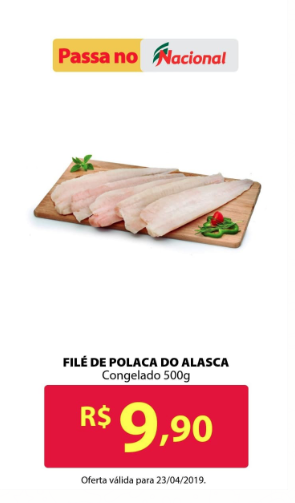 Passa no Nacional
FILÉ DE POLACA DO ALASCA
Congelado 500g
R$ 9,90
Oferta válida para 23/04/2019.